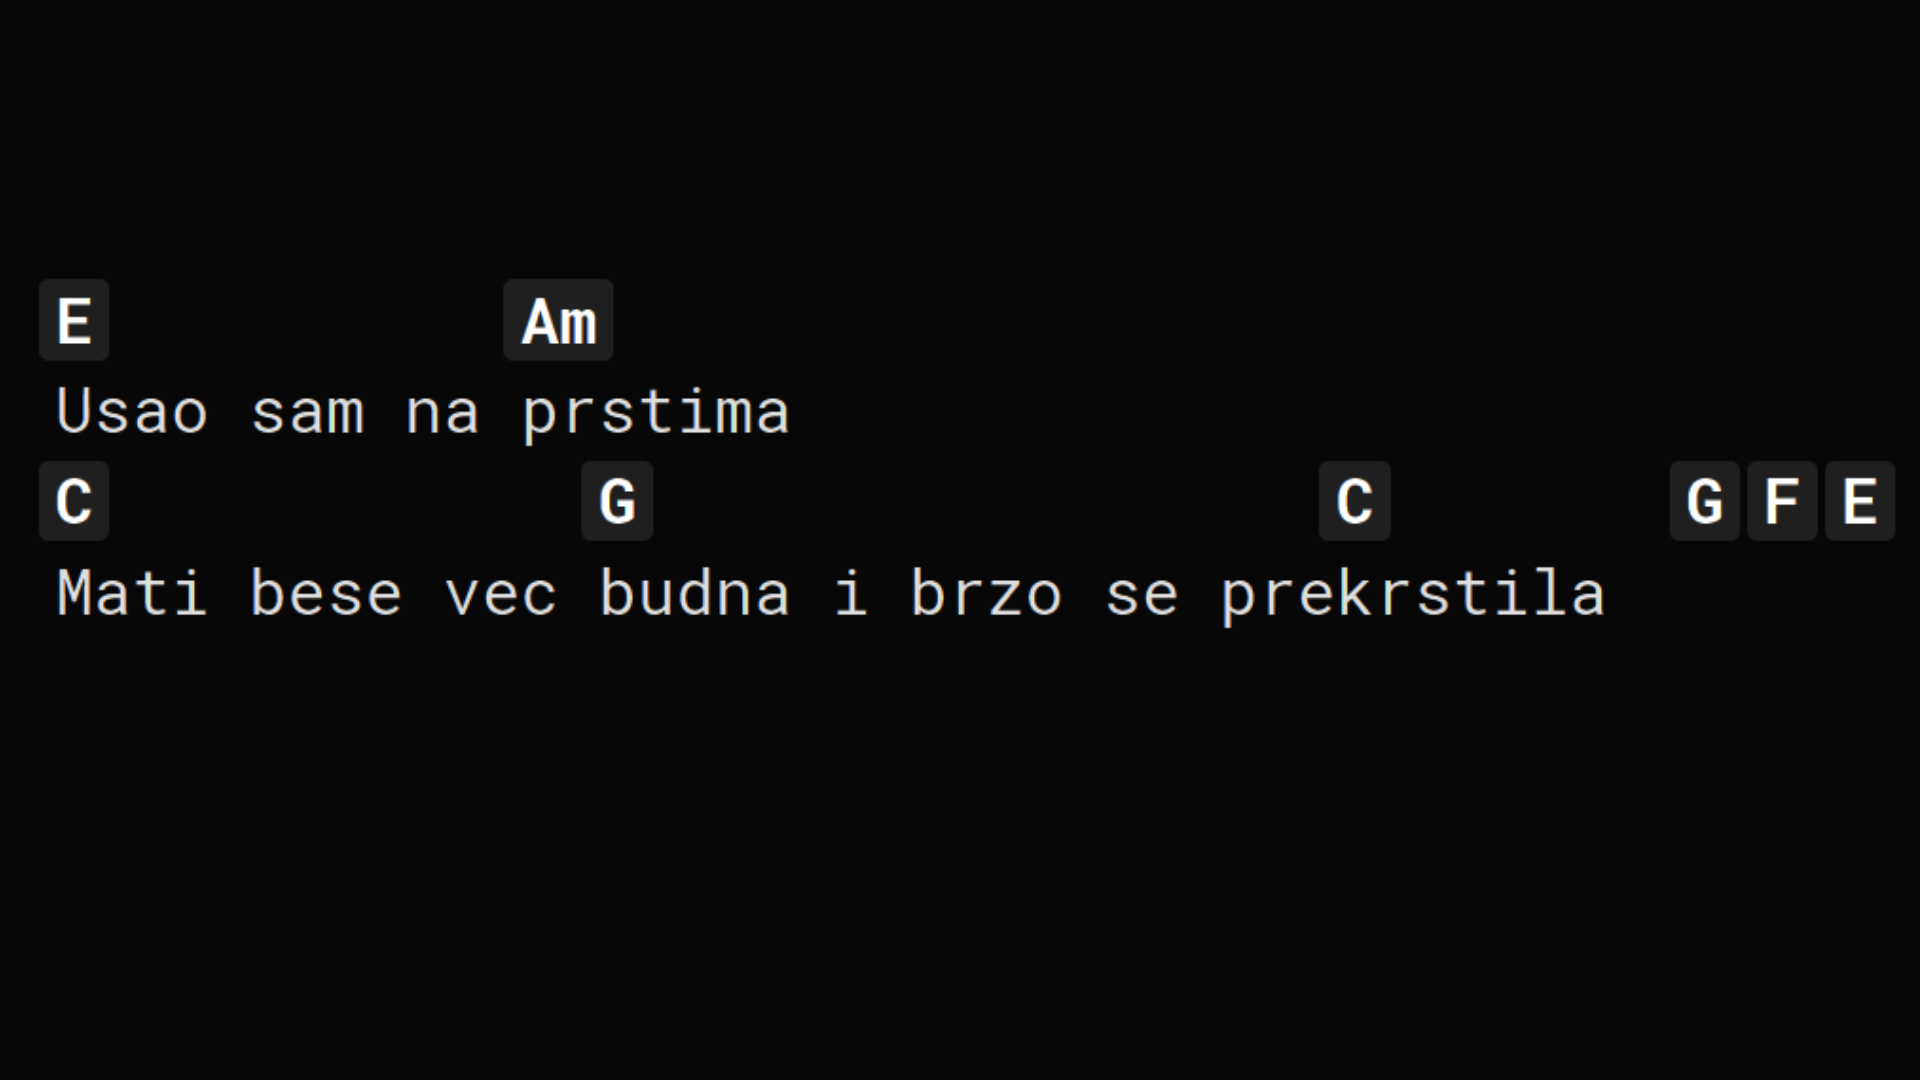 E Am
Usao sam na prstima
C G C G F E
Mati bese vec budna i brzo se prekrstila